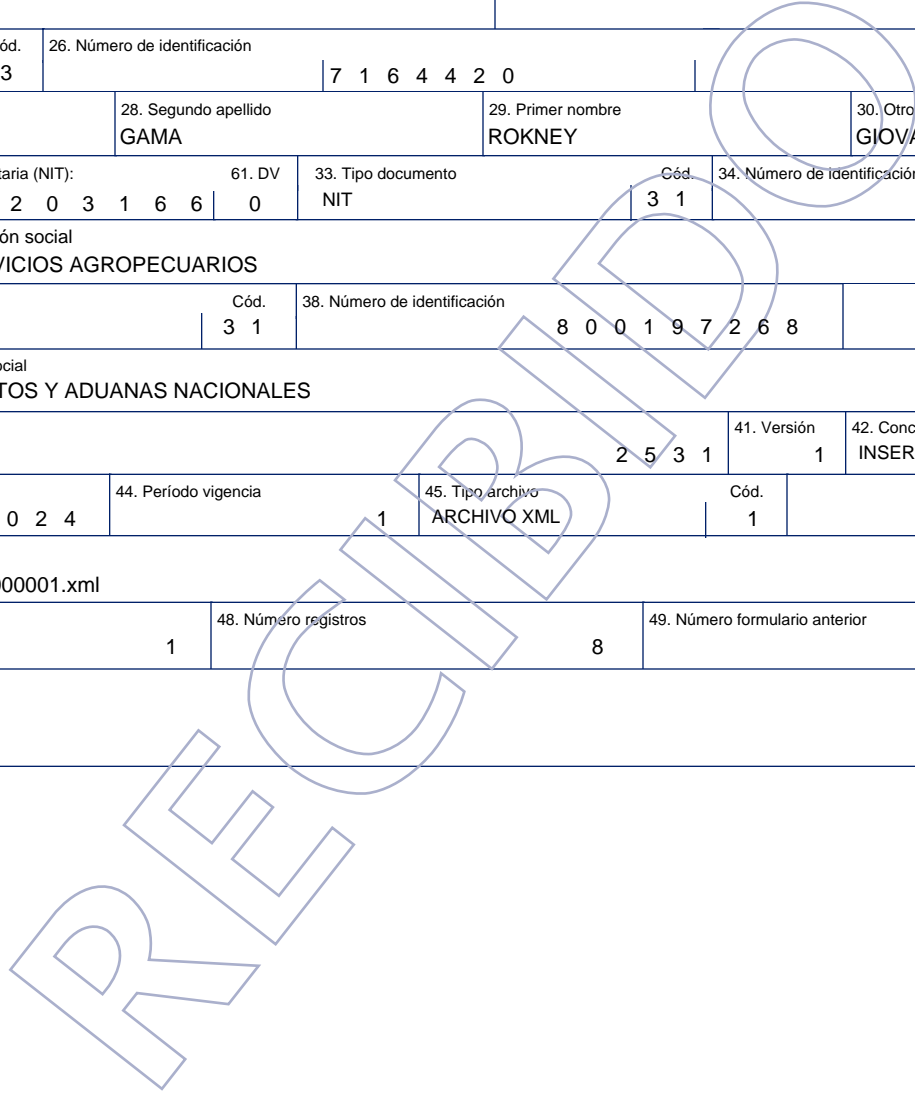 ód. 26. Número de identificación
3 7 1 6 4 4 2 0
28. Segundo apellido 29. Primer nombre 30. Otro
GAMA ROKNEY GIOVA
taria (NIT): 61. DV 33. Tipo documento Cód. 34. Número de identificación
2 0 3 1 6 6 0 NIT 3 1
ón social
VICIOS AGROPECUARIOS
Cód. 38. Número de identificación
3 1 8 0 0 1 9 7 2 6 8
ocial
TOS Y ADUANAS NACIONALES
41. Versión 42. Conc
2 5 3 1 1 INSER
44. Período vigencia 45. Tipo archivo Cód.
0 2 4 1 ARCHIVO XML 1
000001.xml
48. Número registros 49. Número formulario anterior
1 8
RECIBIDO